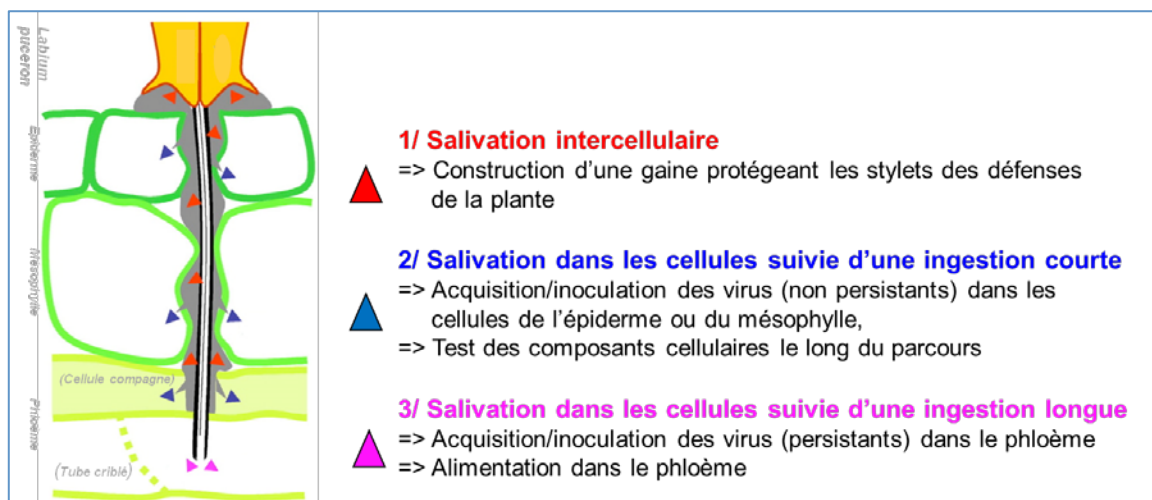 Labium
puceron
Epiderme
Mésophylle
(Cellule compagne)
Phloème
(Tube criblé)
1/ Salivation intercellulaire
=> Construction d'une gaine protégeant les stylets des défenses
de la plante
2/ Salivation dans les cellules suivie d'une ingestion courte
=> Acquisition/inoculation des virus (non persistants) dans les
cellules de l'épiderme ou du mésophylle,
=> Test des composants cellulaires le long du parcours
3/ Salivation dans les cellules suivie d'une ingestion longue
=> Acquisition/inoculation des virus (persistants) dans le phloème
=> Alimentation dans le phloème